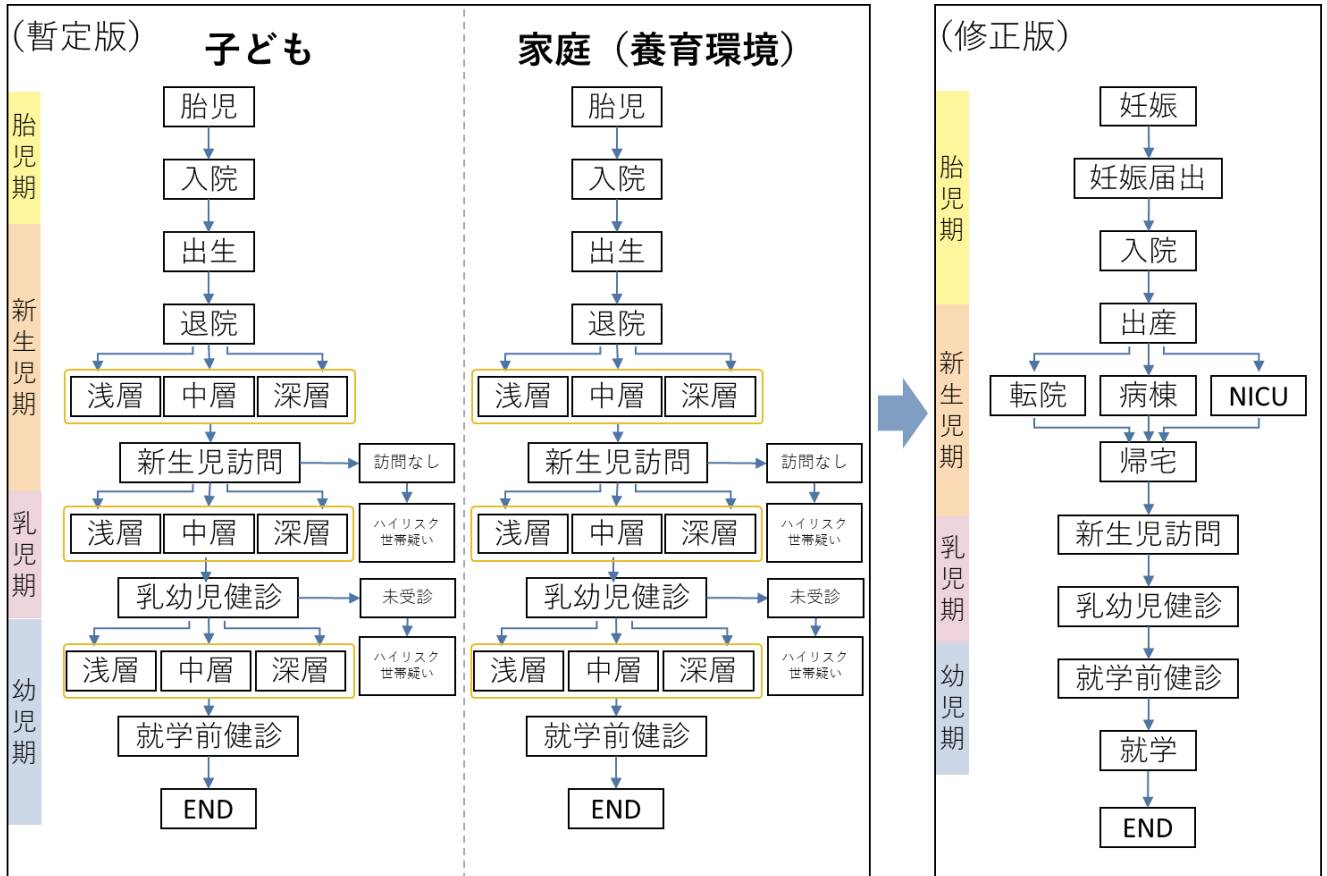 (暫定版)
子ども
家庭（養育環境）
胎児期
新生児期
乳児期
幼児期
胎児
入院
出生
退院
浅層
中層
深層
新生児訪問
訪問なし
浅層
中層
深層
ハイリスク
世帯疑い
乳幼児健診
未受診
浅層
中層
深層
ハイリスク
世帯疑い
就学前健診
END
胎児
入院
出生
退院
浅層
中層
深層
新生児訪問
訪問なし
浅層
中層
深層
ハイリスク
世帯疑い
乳幼児健診
未受診
浅層
中層
深層
ハイリスク
世帯疑い
就学前健診
END
(修正版)
胎児期
新生児期
乳児期
幼児期
妊娠
妊娠届出
入院
出産
転院
病棟
NICU
帰宅
新生児訪問
乳幼児健診
就学前健診
就学
END